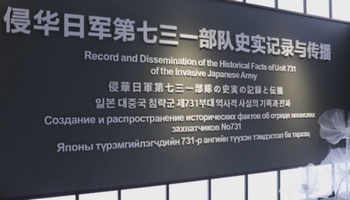 侵华日军第七三一部队史实记录与传播
Record and Dissemination of the Historical Facts of Unit 731
of the Invasive Japanese Army
侵華日軍第七三一部隊の史実の記録と伝播
일본 대중국 침략군 제731부대 역사적 사실의 기록과 전파
Создание и распространение исторических фактов об отряде японских
захватчиков No731
Японы түрэмгийлэгчдийн 731-р ангийн түүхэн тэмдэглэл ба таралц